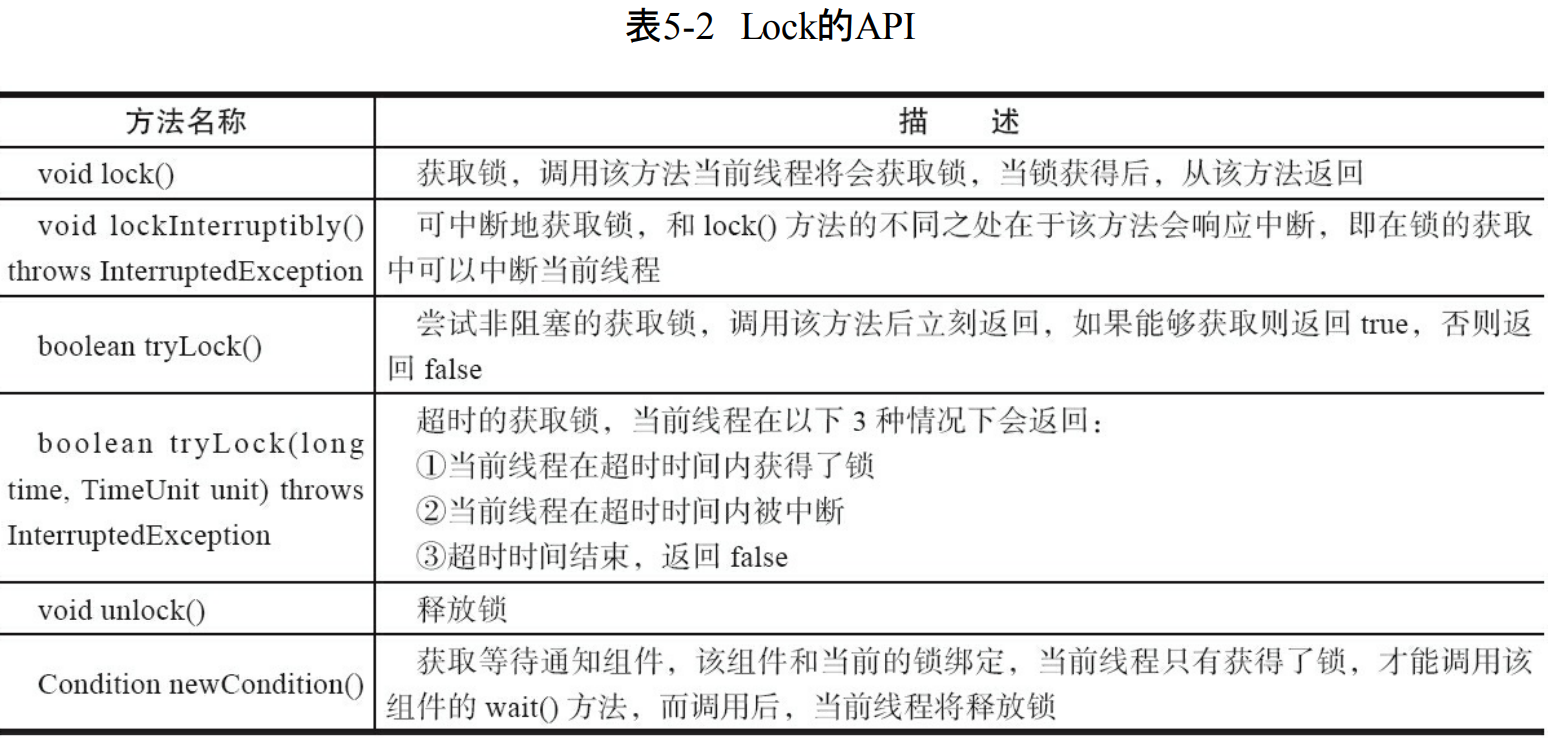 表5-2 Lock的API
方法名称
描 述
void lock()
获取锁，调用该方法当前线程将会获取锁，当锁获得后，从该方法返回
void lockInterruptibly()
throws InterruptedException
可中断地获取锁，和 lock() 方法的不同之处在于该方法会响应中断，即在锁的获取
中可以中断当前线程
boolean tryLock()
尝试非阻塞的获取锁，调用该方法后立刻返回，如果能够获取则返回 true，否则返
回 false
boolean tryLock(long
time, TimeUnit unit) throws
InterruptedException
超时的获取锁，当前线程在以下 3 种情况下会返回：
①当前线程在超时时间内获得了锁
②当前线程在超时时间内被中断
③超时时间结束，返回 false
void unlock()
释放锁
Condition newCondition()
获取等待通知组件，该组件和当前的锁绑定，当前线程只有获得了锁，才能调用该
组件的 wait() 方法，而调用后，当前线程将释放锁